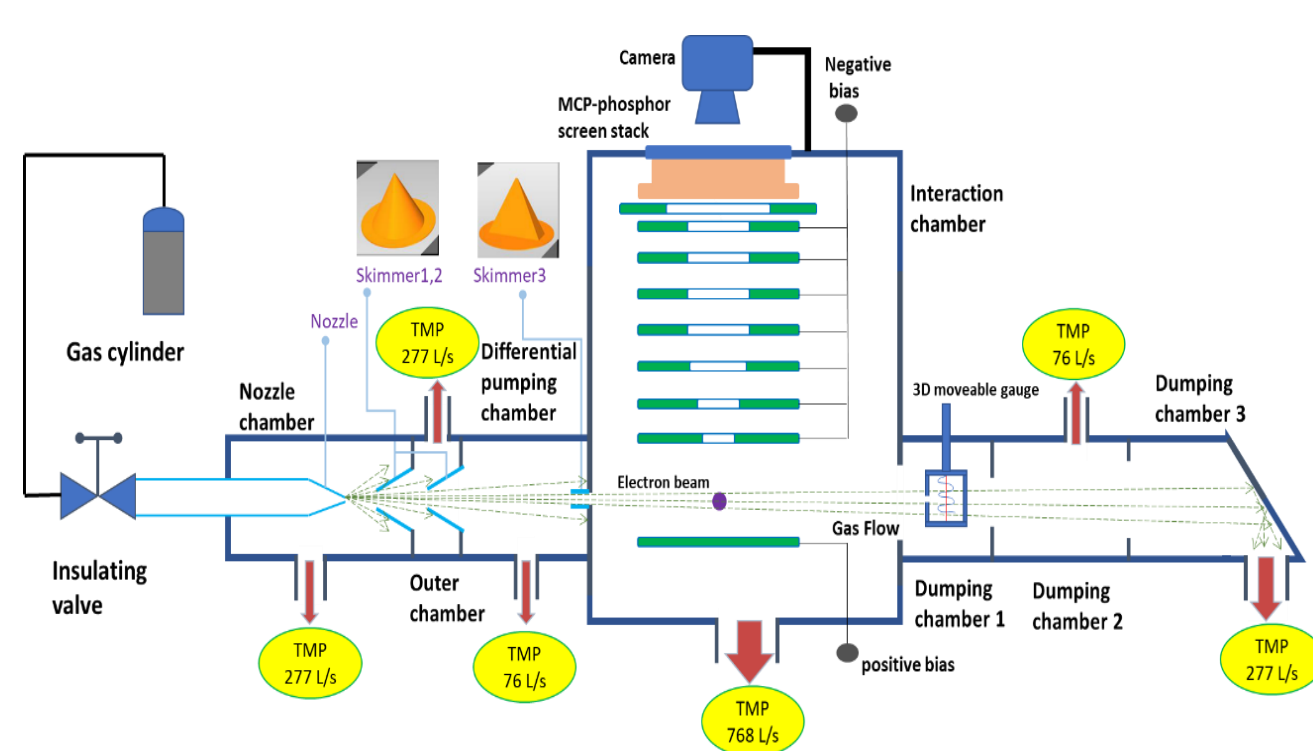 Camera
Negative
bias
MCP-phosphor
screen stack
Interaction
chamber
Skimmer1,2
Skimmer3
Nozzle
TMP
277 L/s
Differential
pumping
chamber
TMP
76 L/s
Gas cylinder
Nozzle
chamber
3D moveable gauge
Dumping
chamber 3
Electron beam
Gas Flow
Insulating
valve
Outer
chamber
Dumping
chamber 1
Dumping
chamber 2
TMP
277 L/s
TMP
76 L/s
positive bias
TMP
277 L/s
TMP
768 L/s